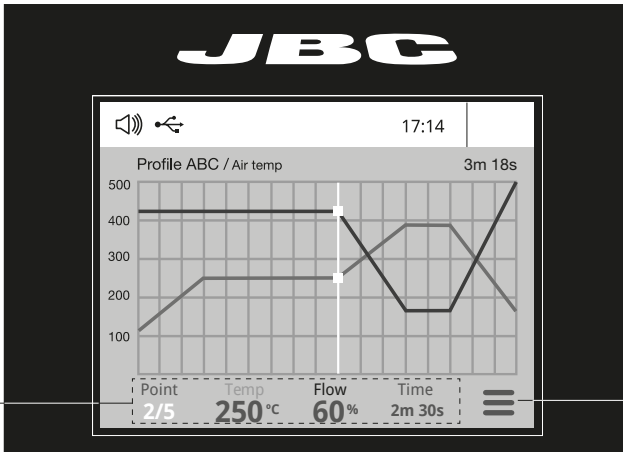 JBC
17:14
Profile ABC / Air temp 3m 18s
500
400
300
200
100
Point Temp Flow Time
2/5 250 °C 60 % 2m 30s